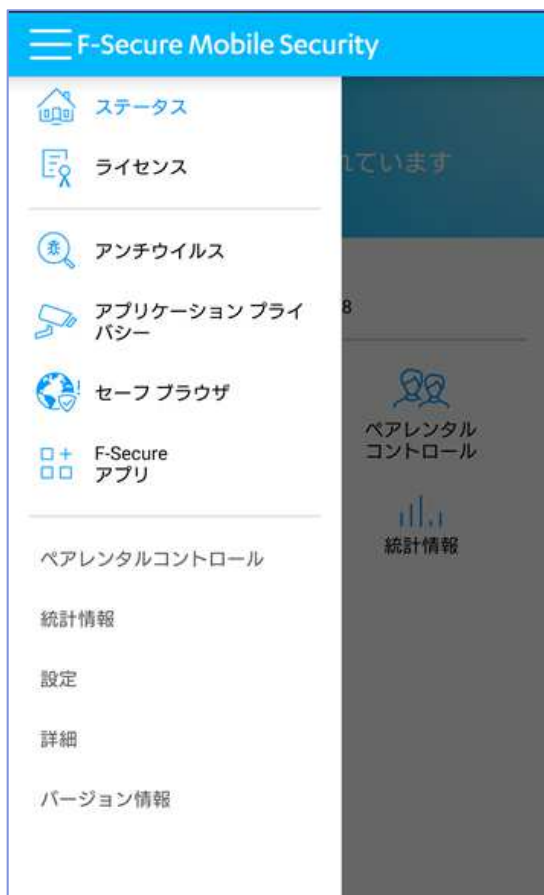 F-Secure Mobile Security
ステータス
ライセンス
れています
アンチウイルス
アプリケーション プライ
バシー
8
セーフ ブラウザ
ペアレンタル
コントロール
F-Secure
アプリ
統計情報
ペアレンタルコントロール
統計情報
設定
詳細
バージョン情報